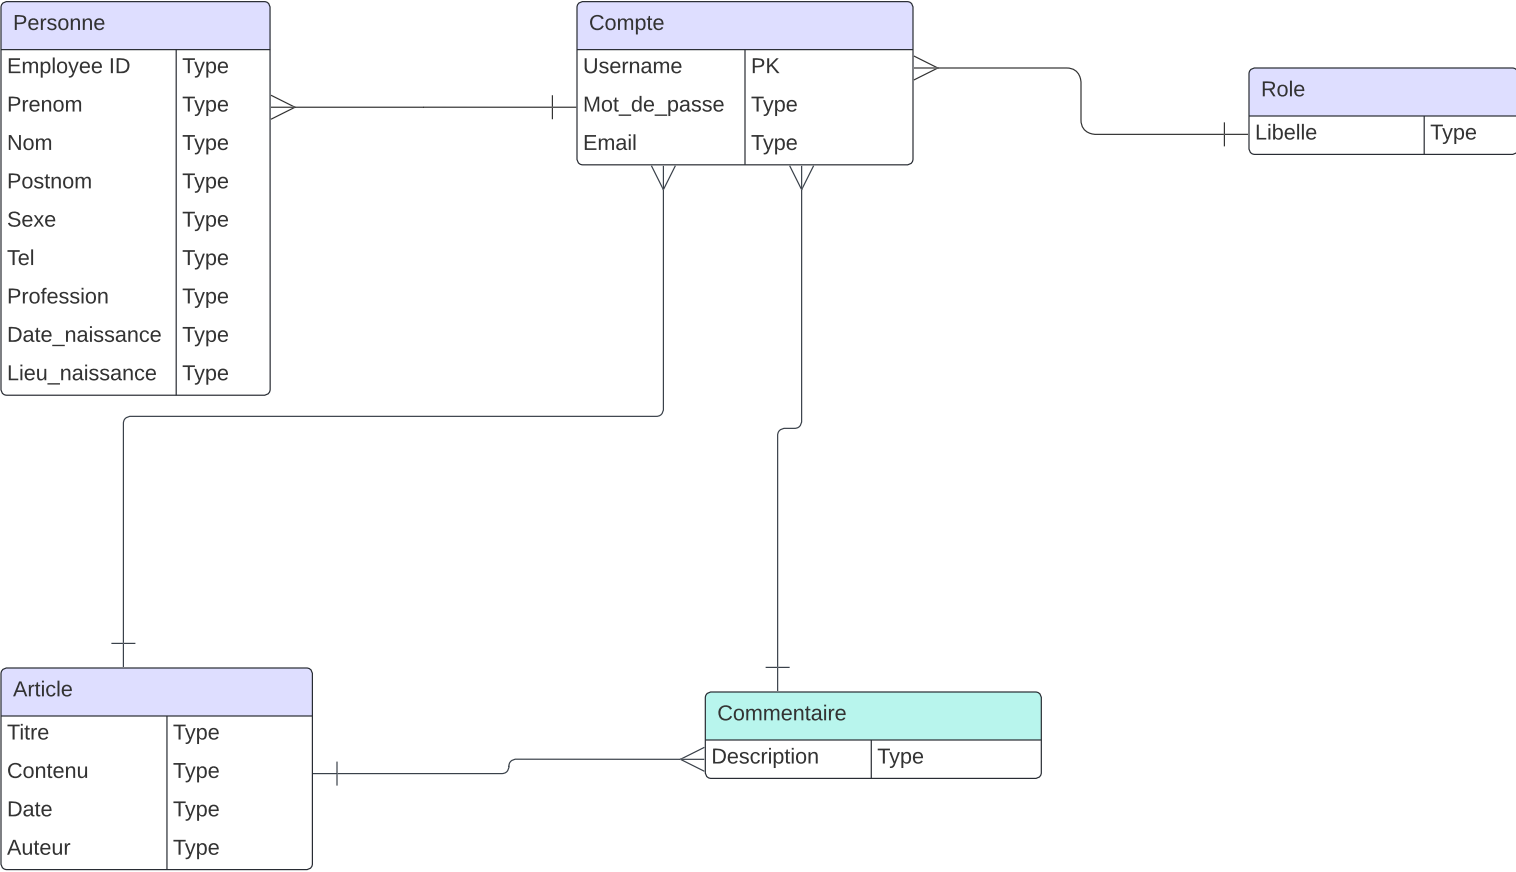 Personne
Employee ID Type
Prenom Type
Nom Type
Postnom Type
Sexe Type
Tel Type
Profession Type
Date_naissance Type
Lieu_naissance Type
Compte
Username PK
Mot_de_passe Type
Email Type
Role
Libelle Type
Article
Titre Type
Contenu Type
Date Type
Auteur Type
Commentaire
Description Type